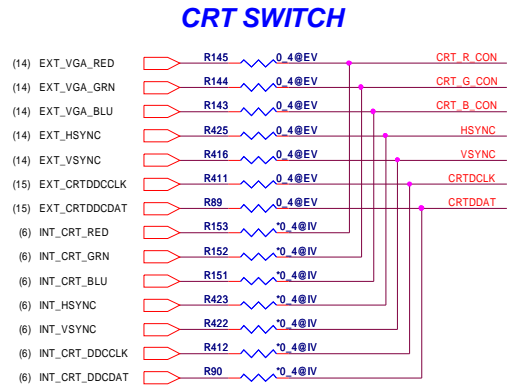 CRT SWITCH
(14) EXT_VGA_RED R145 0_4@EV CRT_R_CON
(14) EXT_VGA_GRN R144 0_4@EV CRT_G_CON
(14) EXT_VGA_BLU R143 0_4@EV CRT_B_CON
(14) EXT_HSYNC R425 0_4@EV HSYNC
(14) EXT_VSYNC R416 0_4@EV VSYNC
(15) EXT_CRTDDCCLK R411 0_4@EV CRTDCLK
(15) EXT_CRTDDCDAT R89 0_4@EV CRTDDAT
(6) INT_CRT_RED R153 *0_4@IV
(6) INT_CRT_GRN R152 *0_4@IV
(6) INT_CRT_BLU R151 *0_4@IV
(6) INT_HSYNC R423 *0_4@IV
(6) INT_VSYNC R422 *0_4@IV
(6) INT_CRT_DDCCLK R412 *0_4@IV
(6) INT_CRT_DDCDAT R90 *0_4@IV